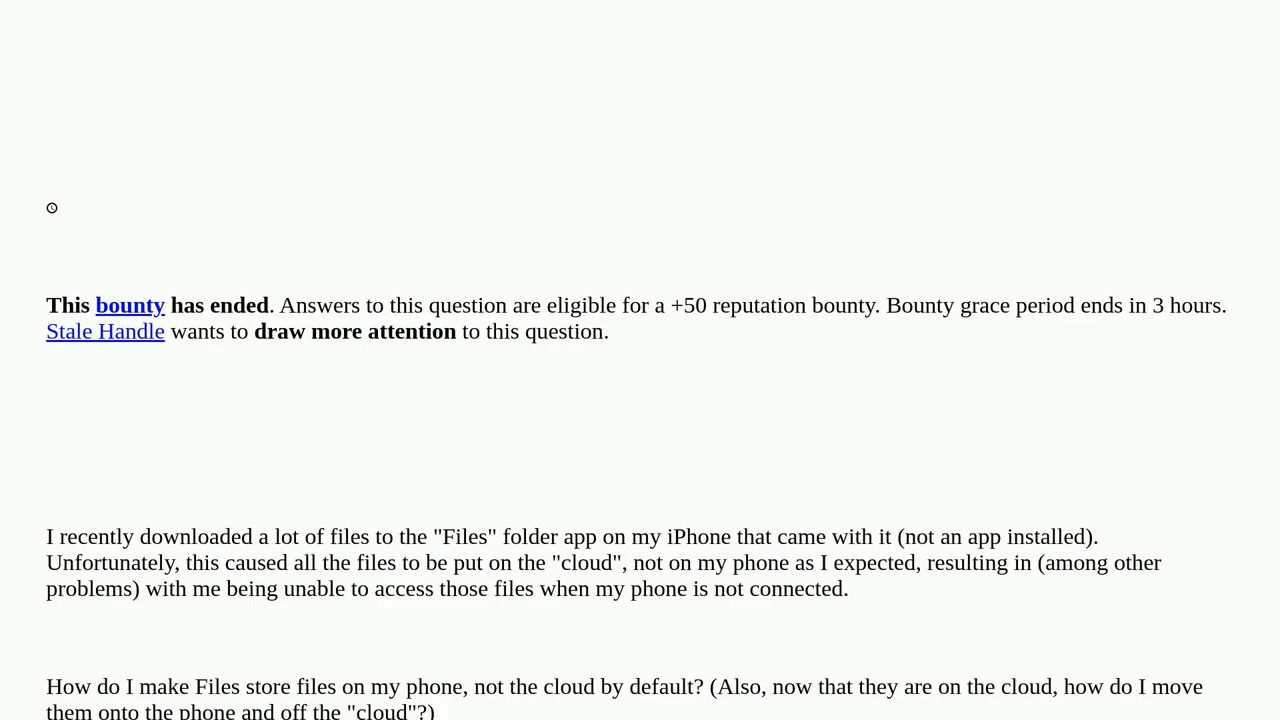 This bounty has ended. Answers to this question are eligible for a +50 reputation bounty. Bounty grace period ends in 3 hours.
Stale Handle wants to draw more attention to this question.
I recently downloaded a lot of files to the "Files" folder app on my iPhone that came with it (not an app installed).
Unfortunately, this caused all the files to be put on the "cloud", not on my phone as I expected, resulting in (among other
problems) with me being unable to access those files when my phone is not connected.
How do I make Files store files on my phone, not the cloud by default? (Also, now that they are on the cloud, how do I move
them onto the phone and off the "cloud"?)